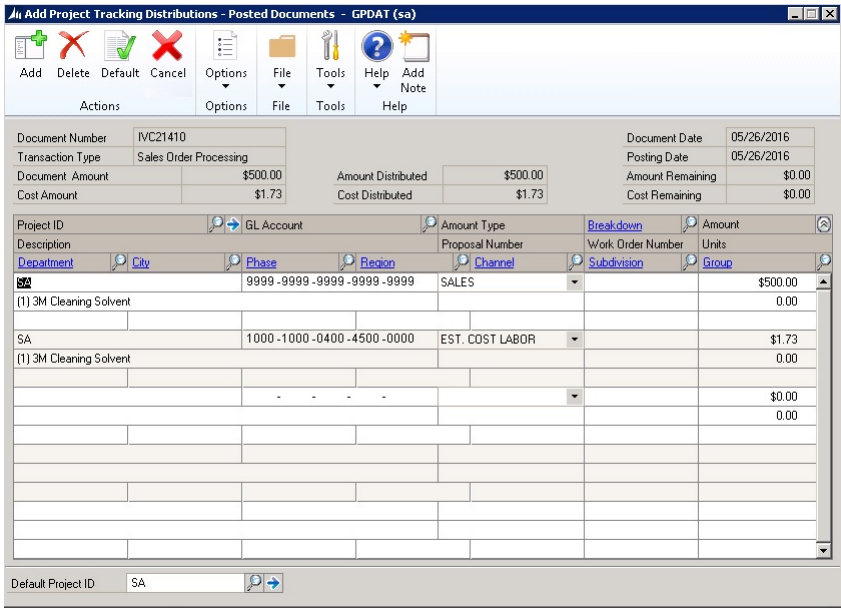 Add Project Tracking Distributions - Posted Documents - GPDAT (sa)
Add Delete Default Cancel Options File Tools Help Add Note
Actions Options File Tools Help
Document Number IVC21410 Document Date 05/26/2016
Transaction Type Sales Order Processing Posting Date 05/26/2016
Document Amount $500.00 Amount Distributed $500.00 Amount Remaining $0.00
Cost Amount $1.73 Cost Distributed $1.73 Cost Remaining $0.00
Project ID GL Account Amount Type Breakdown Amount
Description Proposal Number Work Order Number Units
Department City Phase Region Channel Subdivision Group
SA 9999 -9999 -9999 -9999 -9999 SALES $500.00
(1) 3M Cleaning Solvent 0.00
SA 1000 -1000 -0400 -4500 -0000 EST. COST LABOR $1.73
(1) 3M Cleaning Solvent 0.00
- - - - $0.00
0.00
Default Project ID SA